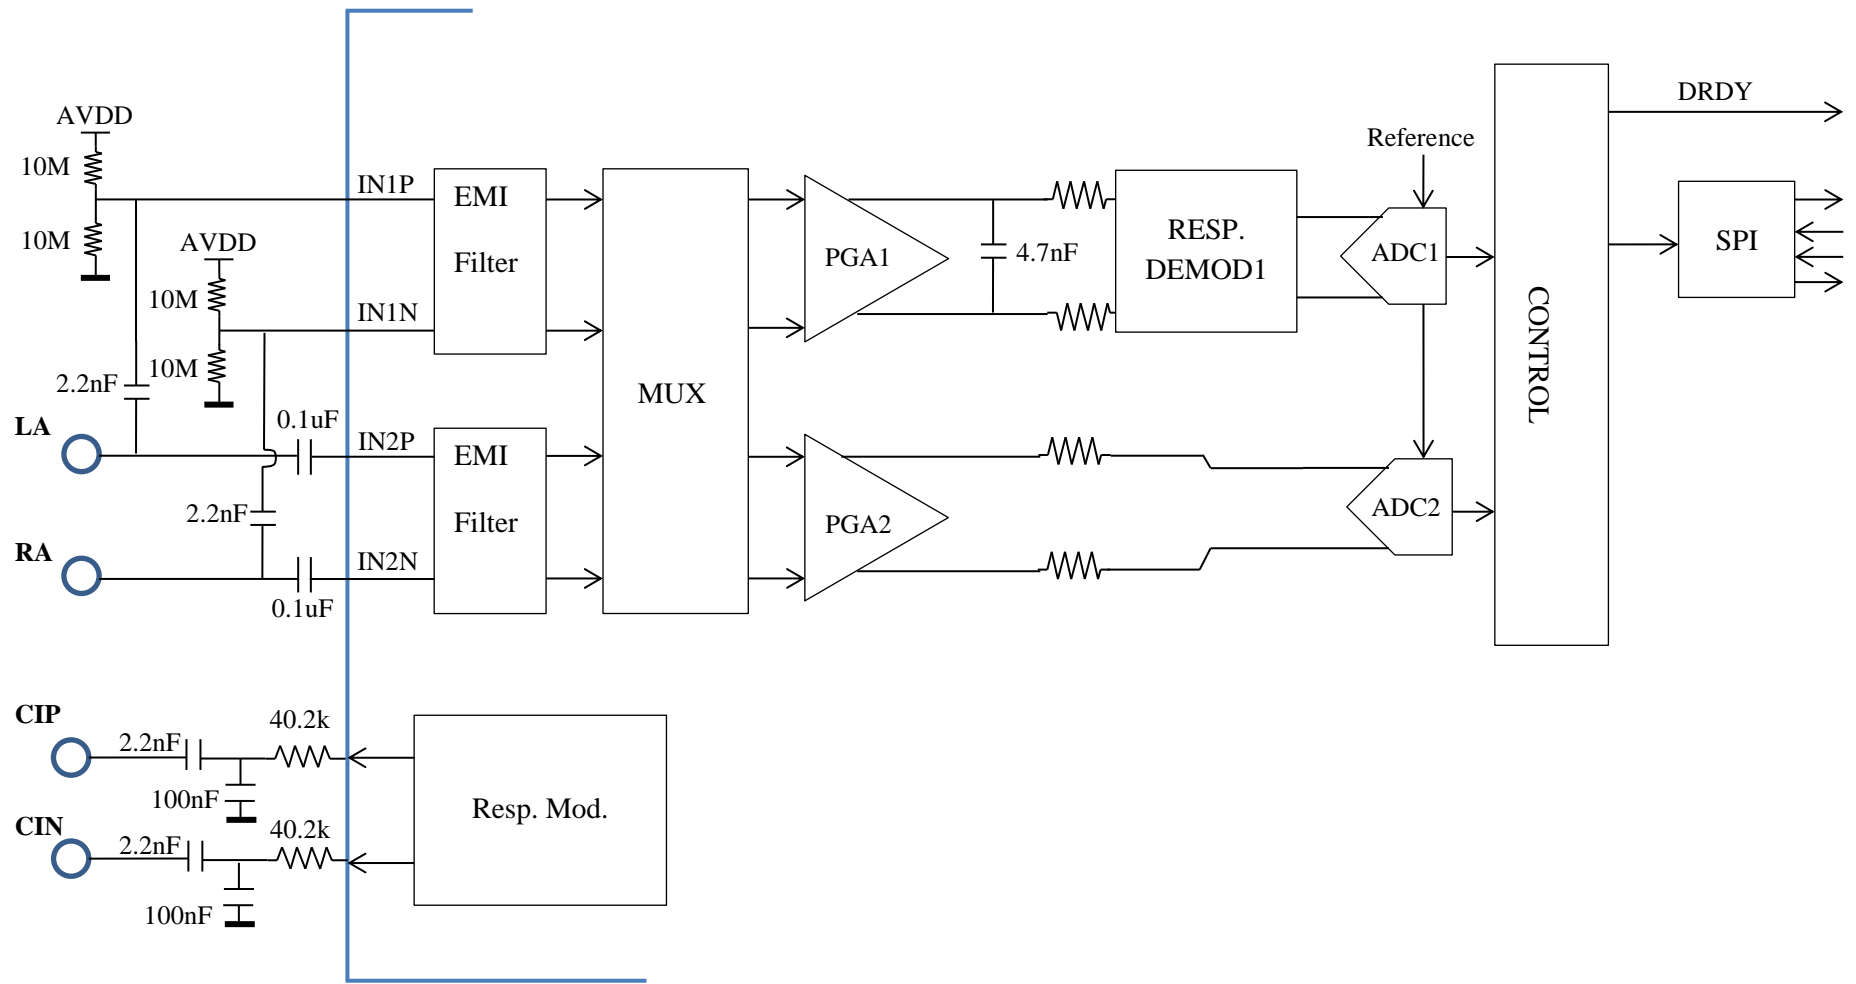 DRDY
AVDD
Reference
10M
IN1P
EMI
Filter
RESP.
DEMOD1
SPI
10M
AVDD
PGA1
4.7nF
ADC1
10M
IN1N
CONTROL
10M
2.2nF
MUX
LA
0.1uF
IN2P
EMI
Filter
2.2nF
PGA2
ADC2
RA
IN2N
0.1uF
CIP
40.2k
2.2nF
100nF
Resp. Mod.
CIN
40.2k
2.2nF
100nF